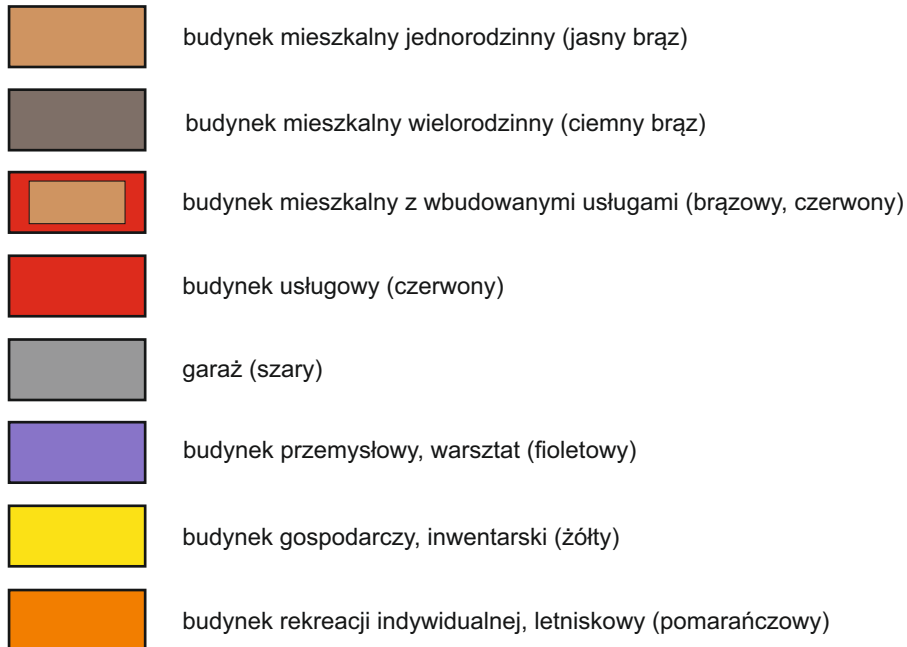 budynek mieszkalny jednorodzinny (jasny brąz)
budynek mieszkalny wielorodzinny (ciemny brąz)
budynek mieszkalny z wbudowanymi usługami (brązowy, czerwony)
budynek usługowy (czerwony)
garaż (szary)
budynek przemysłowy, warsztat (fioletowy)
budynek gospodarczy, inwentarski (żółty)
budynek rekreacji indywidualnej, letniskowy (pomarańczowy)